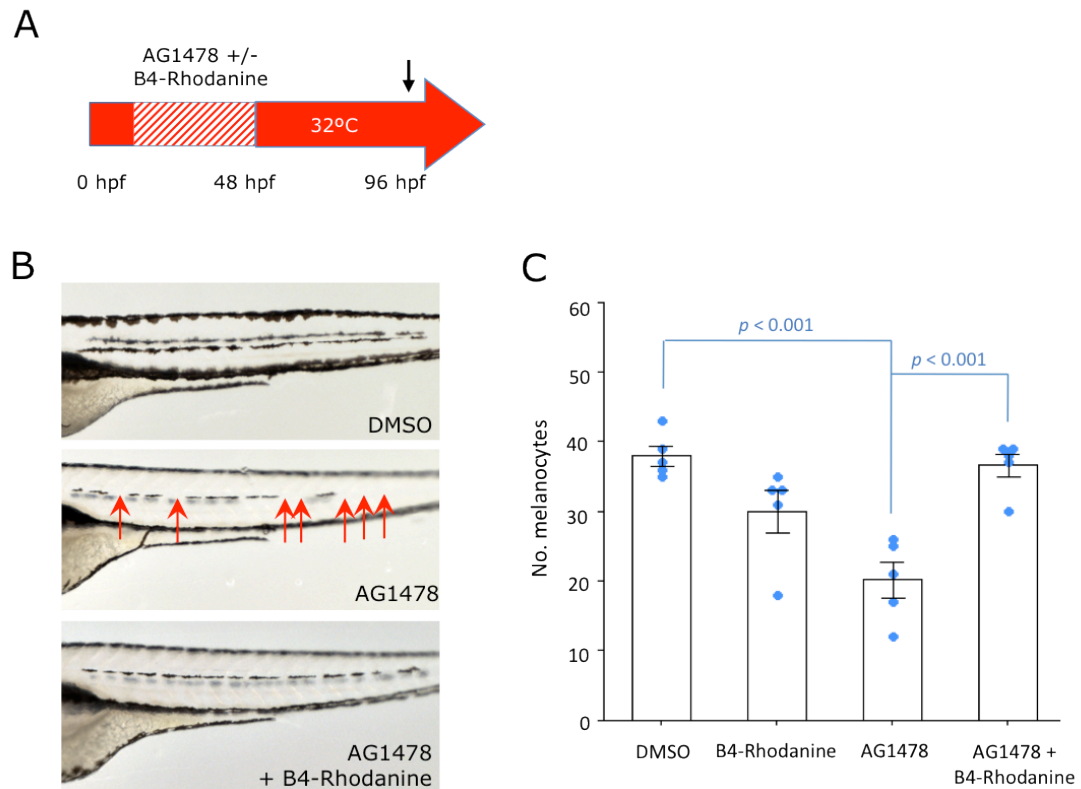 A
AG1478 +/-
B4-Rhodanine
32ºC
0 hpf
48 hpf
96 hpf
B
DMSO
AG1478
AG1478
+ B4-Rhodanine
C
No. melanocytes
60
50
40
30
20
10
0
p < 0.001
p < 0.001
DMSO
B4-Rhodanine
AG1478
AG1478 +
B4-Rhodanine